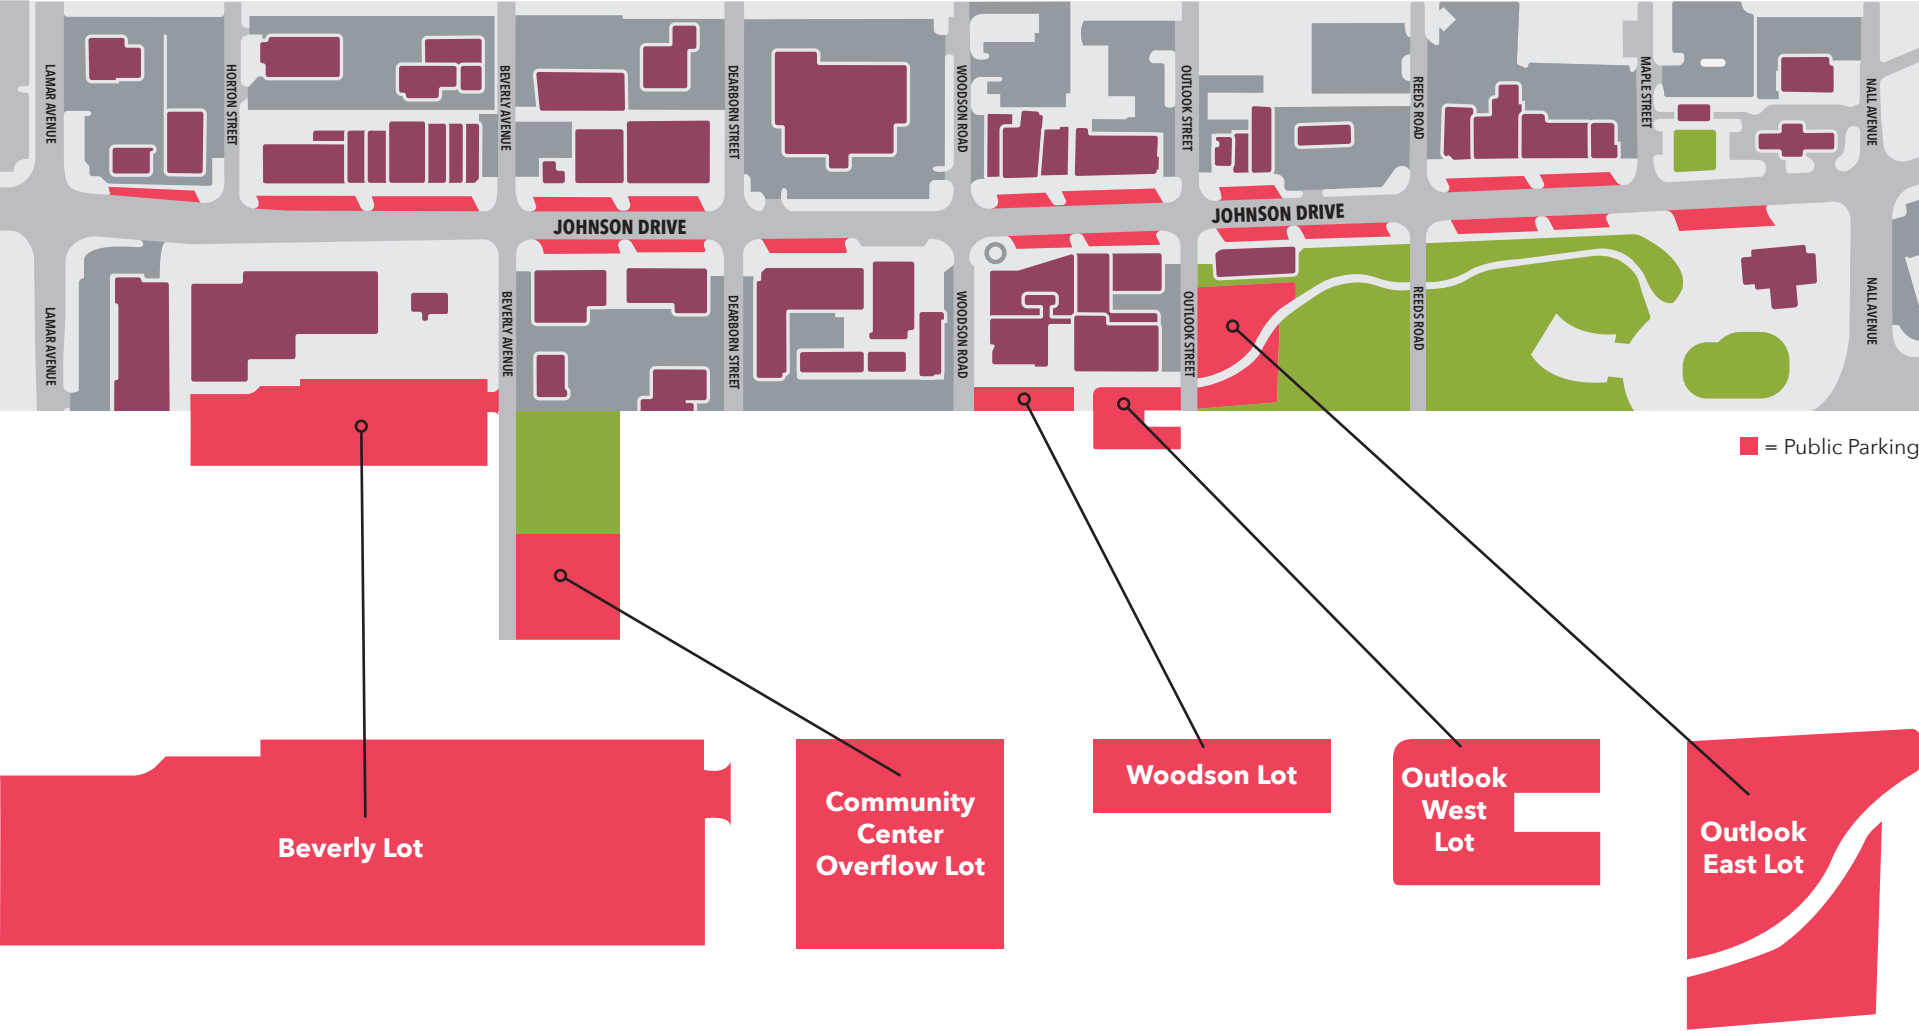 LAMAR AVENUE
HORTON STREET
BEVERLY AVENUE
DEARBORN STREET
WOODSON ROAD
OUTLOOK STREET
REEDS ROAD
MAPLE STREET
NALL AVENUE
JOHNSON DRIVE
JOHNSON DRIVE
LAMAR AVENUE
BEVERLY AVENUE
DEARBORN STREET
WOODSON ROAD
OUTLOOK STREET
REEDS ROAD
NALL AVENUE
= Public Parking
Beverly Lot
Community
Center
Overflow Lot
Woodson Lot
Outlook
West
Lot
Outlook
East Lot